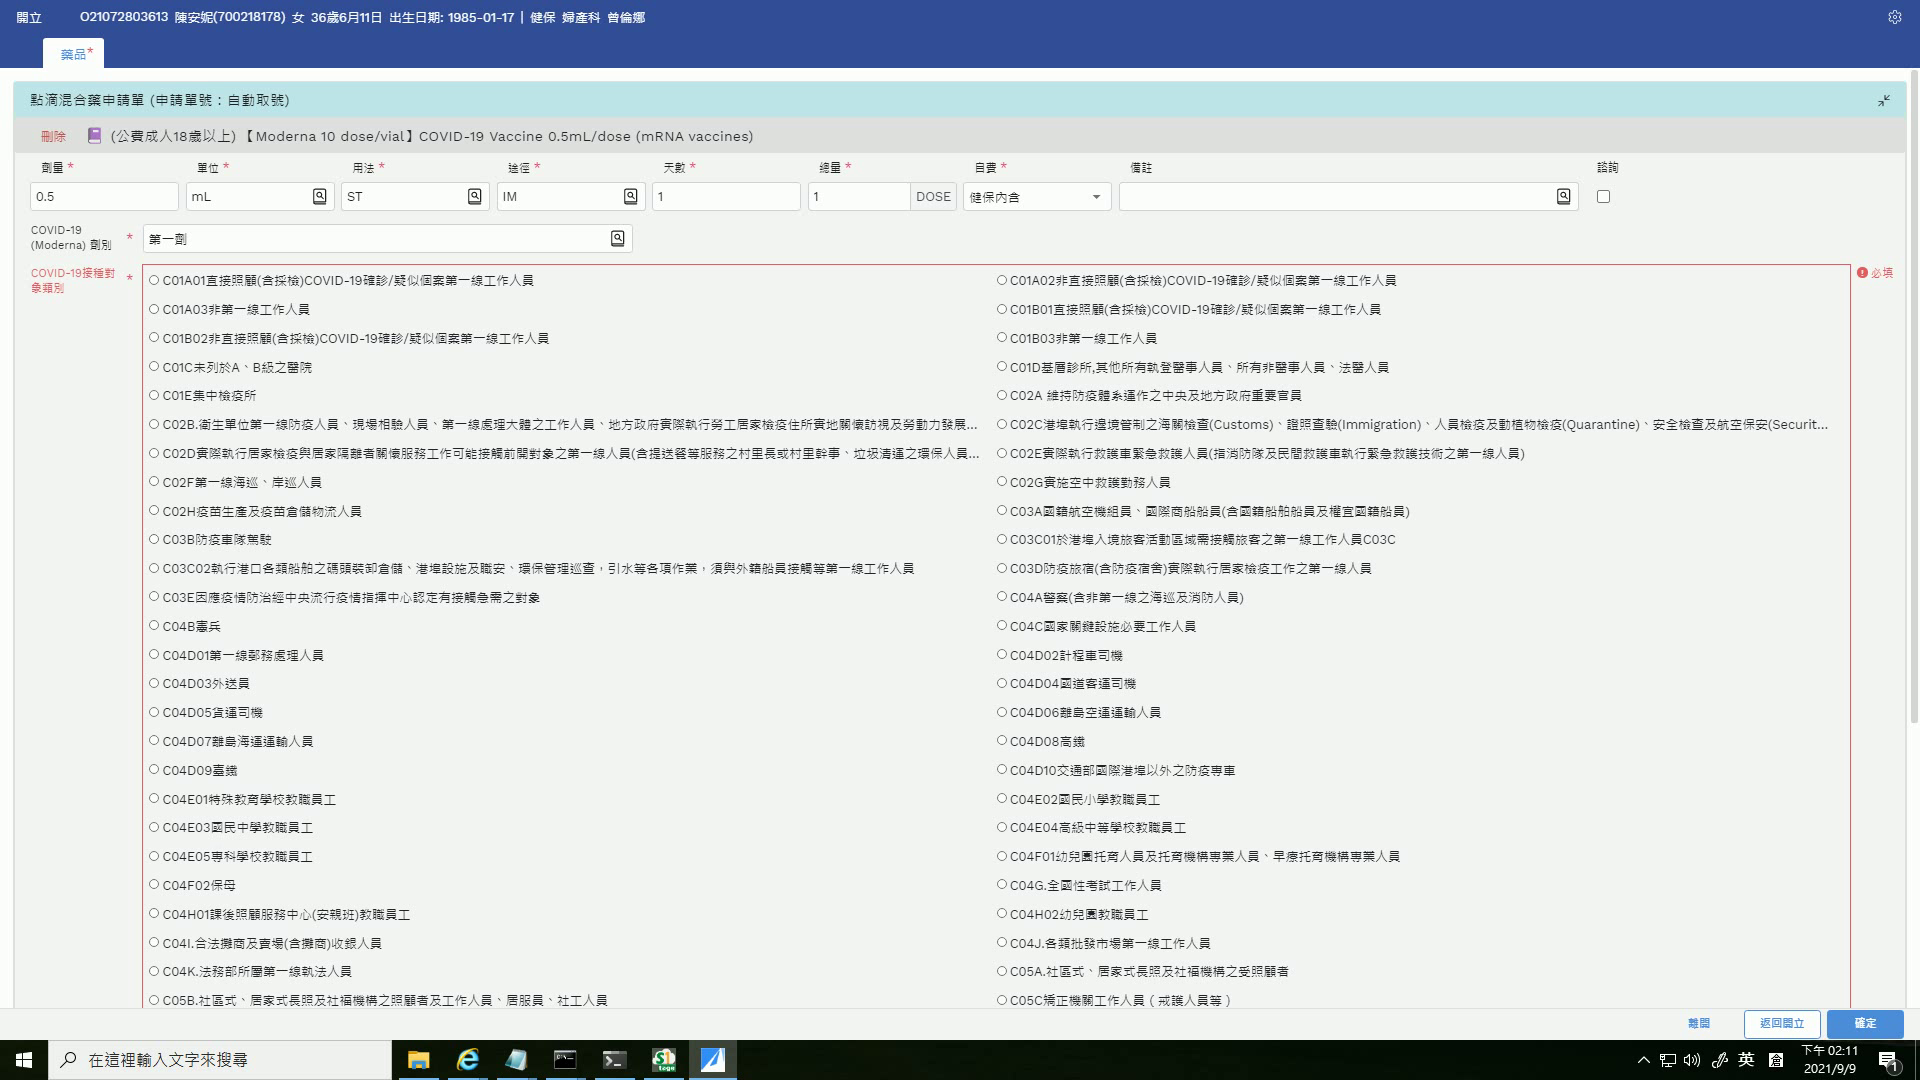 開立 O21072803613 陳安妮(700218178) 女 36歲6月11日 出生日期: 1985-01-17 | 健保 婦產科 曾倫娜
藥品*
點滴混合藥申請單 (申請單號：自動取號)
刪除 (公費成人18歲以上) 【Moderna 10 dose/vial】COVID-19 Vaccine 0.5mL/dose (mRNA vaccines)
劑量 * 單位 * 用法 * 途徑 * 天數 * 總量 * 自費 * 備註 諮詢
0.5 mL ST IM 1 1 DOSE 健保內含
COVID-19 (Moderna) 劑別 * 第一劑
COVID-19接種對象類別 * 必填
C01A01直接照顧(含採檢)COVID-19確診/疑似個案第一線工作人員 C01A02非直接照顧(含採檢)COVID-19確診/疑似個案第一線工作人員
C01A03非第一線工作人員 C01B01直接照顧(含採檢)COVID-19確診/疑似個案第一線工作人員
C01B02非直接照顧(含採檢)COVID-19確診/疑似個案第一線工作人員 C01B03非第一線工作人員
C01C未列於A、B級之醫院 C01D基層診所,其他所有執登醫事人員、所有非醫事人員、法醫人員
C01E集中檢疫所 C02A 維持防疫體系運作之中央及地方政府重要官員
C02B.衛生單位第一線防疫人員、現場相驗人員、第一線處理大體之工作人員、地方政府實際執行勞工居家檢疫住所實地關懷訪視及勞動力發展... C02C港埠執行邊境管制之海關檢查(Customs)、證照查驗(Immigration)、人員檢疫及動植物檢疫(Quarantine)、安全檢查及航空保安(Securit...
C02D實際執行居家檢疫與居家隔離者關懷服務工作可能接觸前開對象之第一線人員(含提送餐等服務之村里長或村里幹事、垃圾清運之環保人員... C02E實際執行救護車緊急救護人員(指消防隊及民間救護車執行緊急救護技術之第一線人員)
C02F第一線海巡、岸巡人員 C02G實施空中救護勤務人員
C02H疫苗生產及疫苗倉儲物流人員 C03A國籍航空機組員、國際商船船員(含國籍船舶船員及權宜國籍船員)
C03B防疫車隊駕駛 C03C01於港埠入境旅客活動區域需接觸旅客之第一線工作人員C03C
C03C02執行港口各類船舶之碼頭裝卸倉儲、港埠設施及職安、環保管理巡查，引水等各項作業，須與外籍船員接觸等第一線工作人員 C03D防疫旅宿(含防疫宿舍)實際執行居家檢疫工作之第一線人員
C03E因應疫情防治經中央流行疫情指揮中心認定有接觸急需之對象 C04A警察(含非第一線之海巡及消防人員)
C04B憲兵 C04C國家關鍵設施必要工作人員
C04D01第一線郵務處理人員 C04D02計程車司機
C04D03外送員 C04D04國道客運司機
C04D05貨運司機 C04D06離島空運運輸人員
C04D07離島海運運輸人員 C04D08高鐵
C04D09臺鐵 C04D10交通部國際港埠以外之防疫專車
C04E01特殊教育學校教職員工 C04E02國民小學教職員工
C04E03國民中學教職員工 C04E04高級中等學校教職員工
C04E05專科學校教職員工 C04F01幼兒園托育人員及托育機構專業人員、早療托育機構專業人員
C04F02保母 C04G.全國性考試工作人員
C04H01課後照顧服務中心(安親班)教職員工 C04H02幼兒園教職員工
C04I.合法攤商及賣場(含攤商)收銀人員 C04J.各類批發市場第一線工作人員
C04K.法務部所屬第一線執法人員 C05A.社區式、居家式長照及社福機構之受照顧者
C05B.社區式、居家式長照及社福機構之照顧者及工作人員、居服員、社工人員 C05C矯正機關工作人員 ( 戒護人員等 )
離開 返回開立 確定
在這裡輸入文字來搜尋 英 下午 02:11
2021/9/9 1